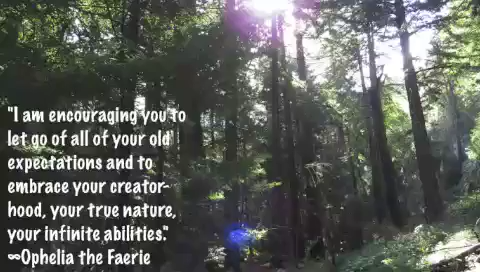 "I am encouraging you to
let go of all of your old
expectations and to
embrace your creator-
hood, your true nature,
your infinite abilities."
∞Ophelia the Faerie